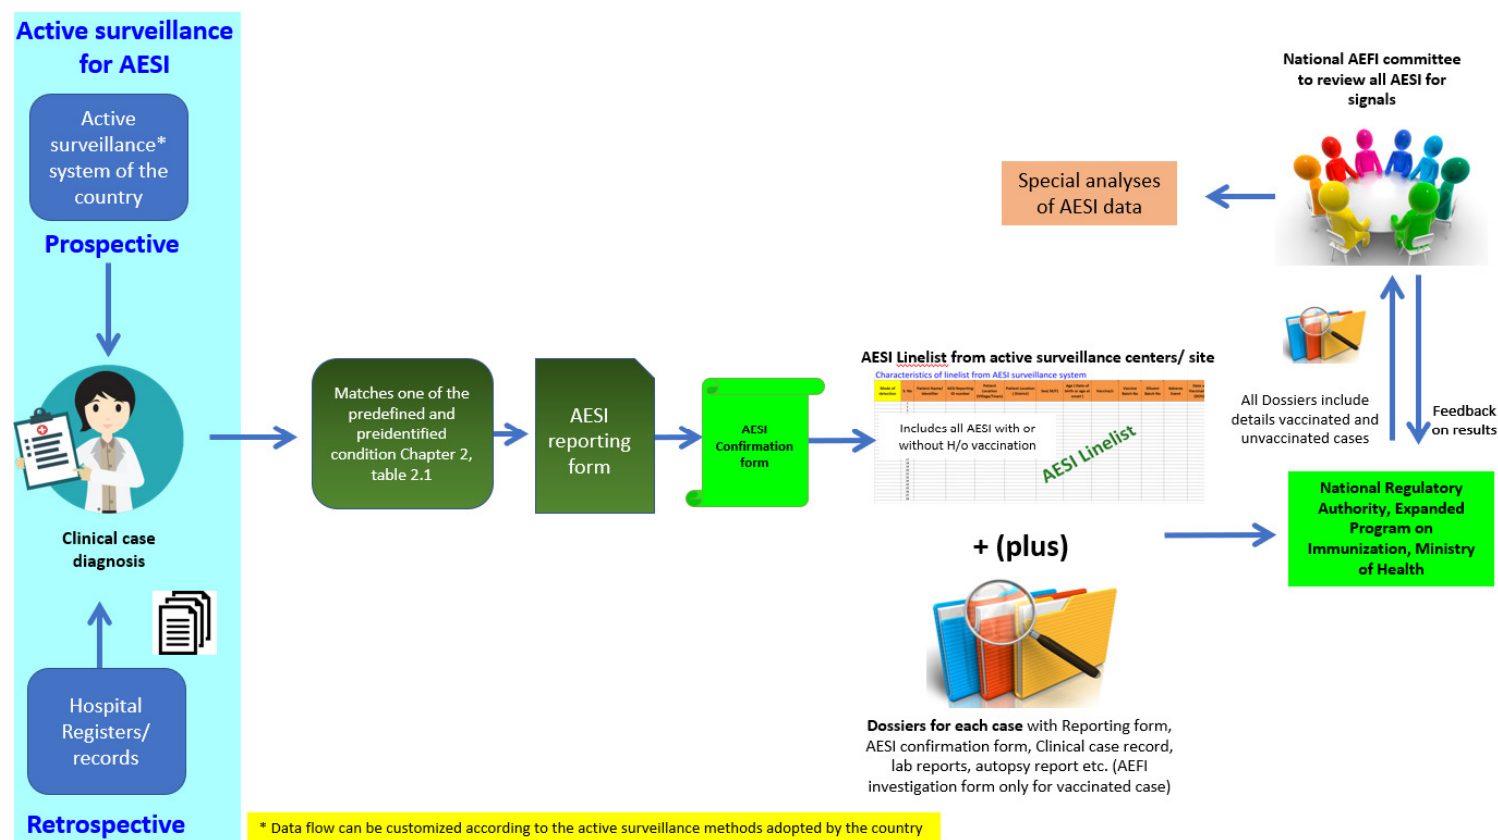 Active surveillance
for AESI
Active
surveillance*
system of the
country
Prospective
Clinical case
diagnosis
Hospital
Registers/
records
Retrospective
Matches one of the
predefined and
preidentified
condition Chapter 2,
table 2.1
AESI
reporting
form
AESI
Confirmation
form
AESI Linelist from active surveillance centers/ site
Characteristics of linelist from AESI surveillance system
Includes all AESI with or
without H/o vaccination
AESI Linelist
+ (plus)
Dossiers for each case with Reporting form,
AESI confirmation form, Clinical case record,
lab reports, autopsy report etc. (AEFI
investigation form only for vaccinated case)
National AEFI committee
to review all AESI for
signals
Special analyses
of AESI data
All Dossiers include
details vaccinated and
unvaccinated cases
Feedback
on results
National Regulatory
Authority, Expanded
Program on
Immunization, Ministry
of Health
* Data flow can be customized according to the active surveillance methods adopted by the country